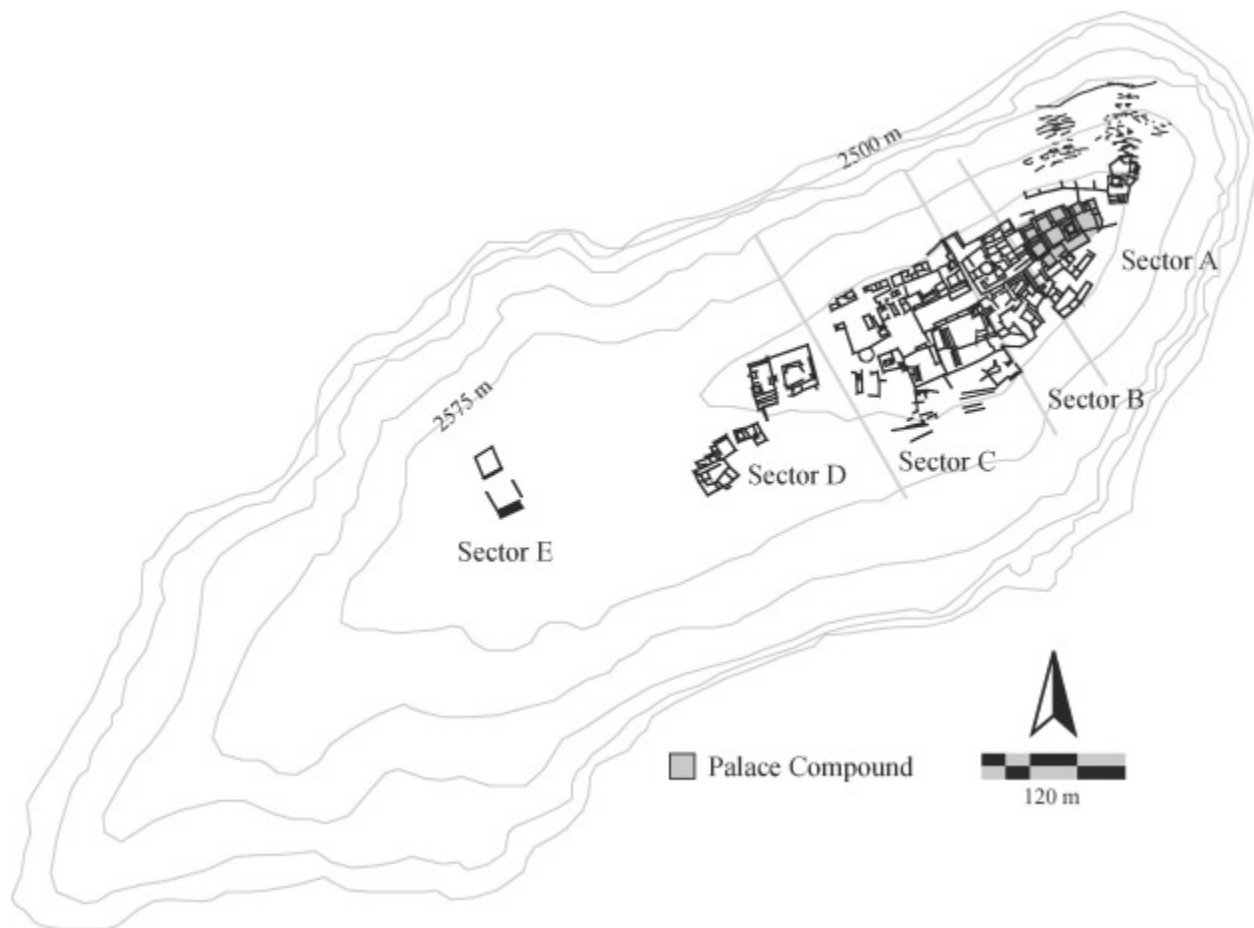 2500 m
Sector A
2575 m
Sector B
Sector C
Sector D
Sector E
Palace Compound
120 m